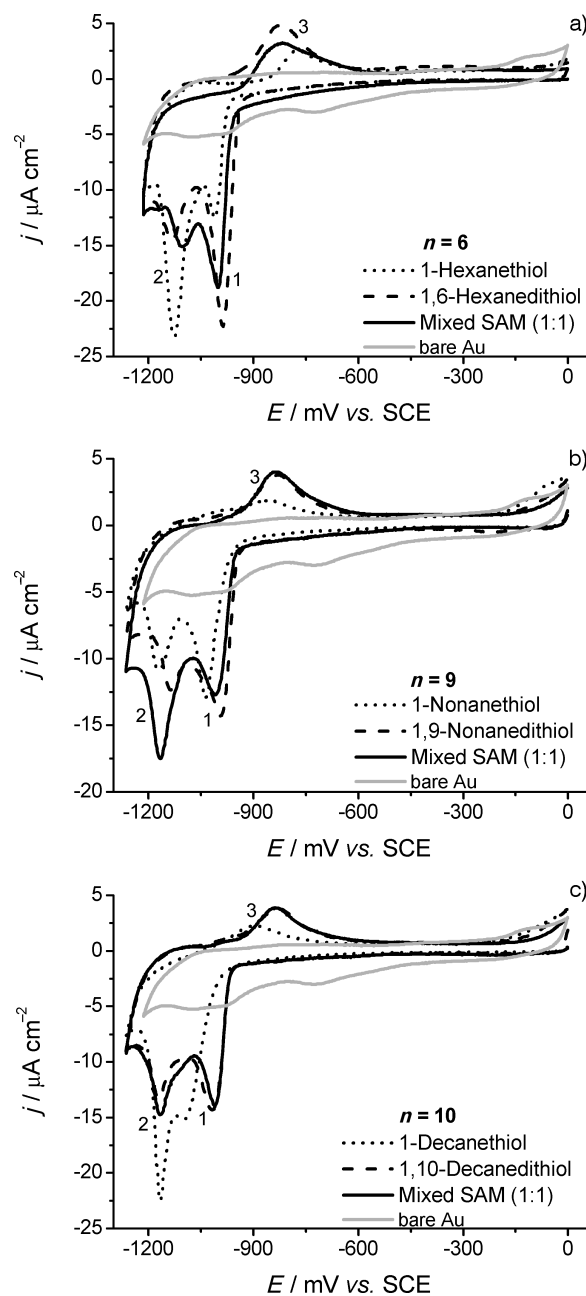 a)
5
0
-5
-10
-15
-20
-25
j / µA cm⁻²
3
2
1
n = 6
1-Hexanethiol
1,6-Hexanedithiol
Mixed SAM (1:1)
bare Au
-1200 -900 -600 -300 0
E / mV vs. SCE
b)
5
0
-5
-10
-15
-20
j / µA cm⁻²
3
2
1
n = 9
1-Nonanethiol
1,9-Nonanedithiol
Mixed SAM (1:1)
bare Au
-1200 -900 -600 -300 0
E / mV vs. SCE
c)
5
0
-5
-10
-15
-20
-25
j / µA cm⁻²
3
2
1
n = 10
1-Decanethiol
1,10-Decanedithiol
Mixed SAM (1:1)
bare Au
-1200 -900 -600 -300 0
E / mV vs. SCE